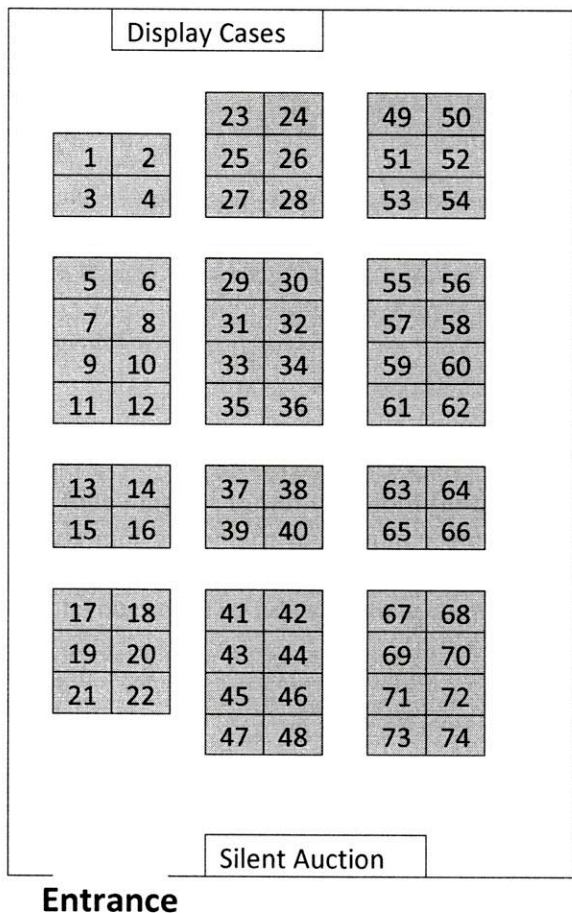 Display Cases
23 24 49 50
1 2 25 26 51 52
3 4 27 28 53 54
5 6 29 30 55 56
7 8 31 32 57 58
9 10 33 34 59 60
11 12 35 36 61 62
13 14 37 38 63 64
15 16 39 40 65 66
17 18 41 42 67 68
19 20 43 44 69 70
21 22 45 46 71 72
47 48 73 74
Silent Auction
Entrance